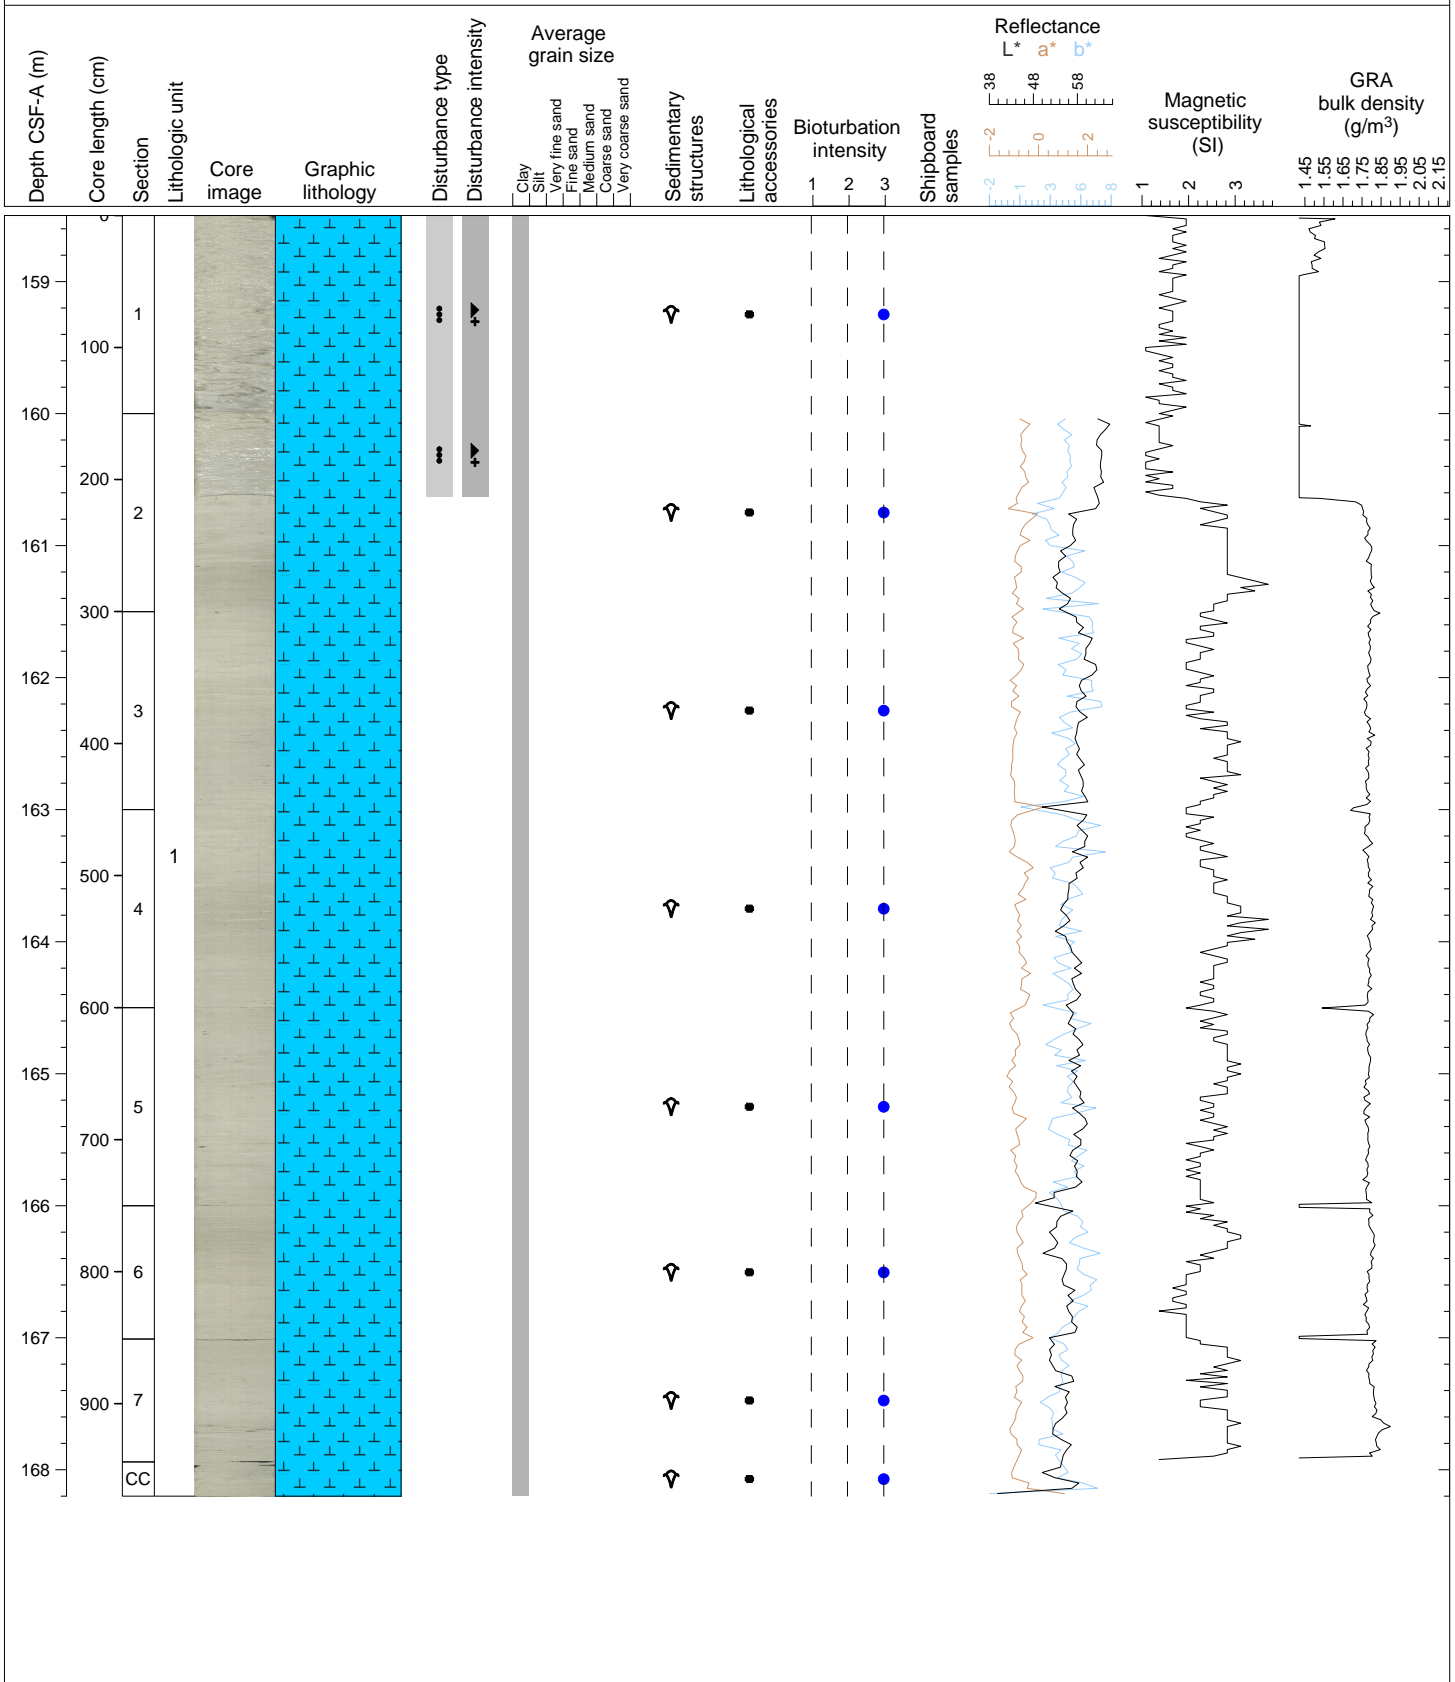 Depth CSF-A (m)
Core length (cm)
Section
Lithologic unit
Core
image
Graphic
lithology
Disturbance type
Disturbance intensity
Average
grain size
Clay
Silt
Very fine sand
Fine sand
Medium sand
Coarse sand
Very coarse sand
Sedimentary
structures
Lithological
accessories
Bioturbation
intensity
1 2 3
Shipboard
samples
Reflectance
L* a* b*
38 48 58
-2 0 2
-2 1 3 6 8
Magnetic
susceptibility
(SI)
1 2 3
GRA
bulk density
(g/m³)
1.45 1.55 1.65 1.75 1.85 1.95 2.05 2.15
0
159
1
100
160
200
2
161
300
162
3
400
163
1
500
4
164
600
165
5
700
166
800
6
167
900
7
168
CC